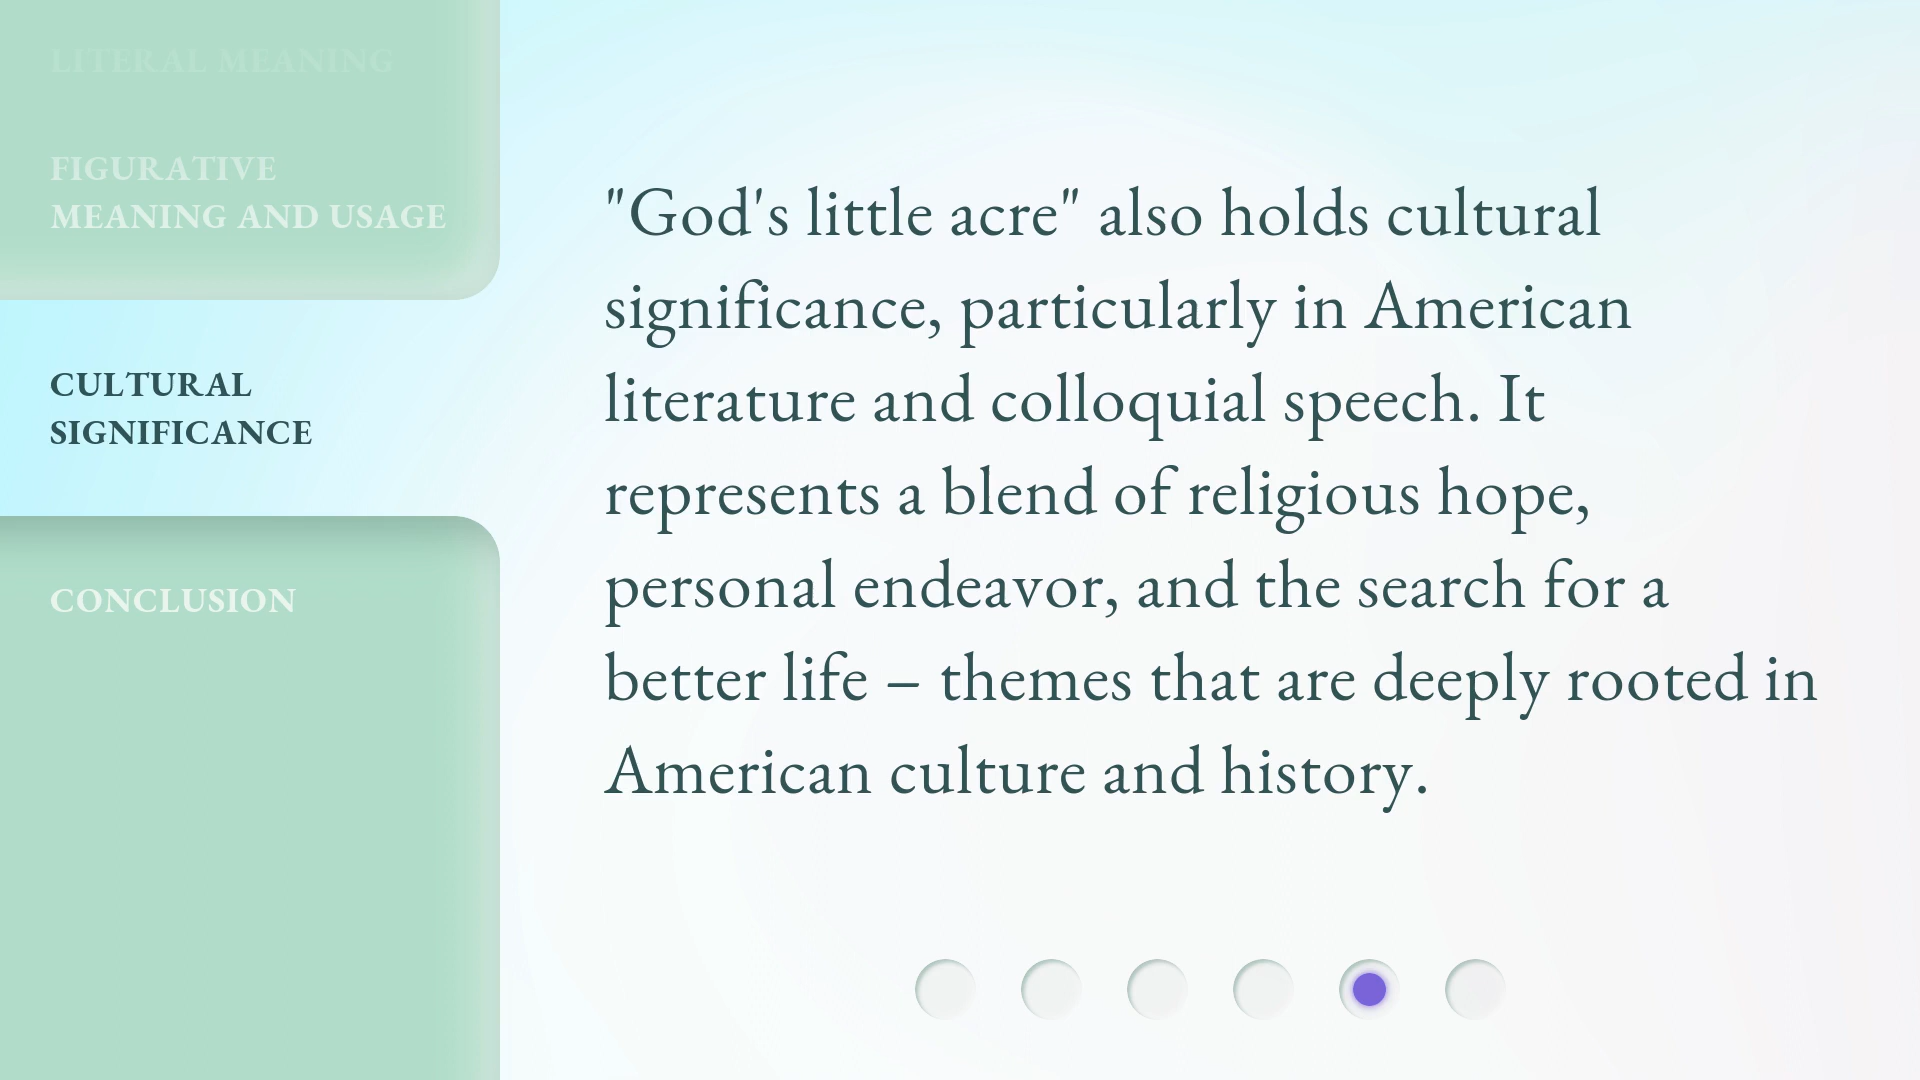 LITERAL MEANING
FIGURATIVE
MEANING AND USAGE
CULTURAL
SIGNIFICANCE
CONCLUSION
"God's little acre" also holds cultural
significance, particularly in American
literature and colloquial speech. It
represents a blend of religious hope,
personal endeavor, and the search for a
better life – themes that are deeply rooted in
American culture and history.